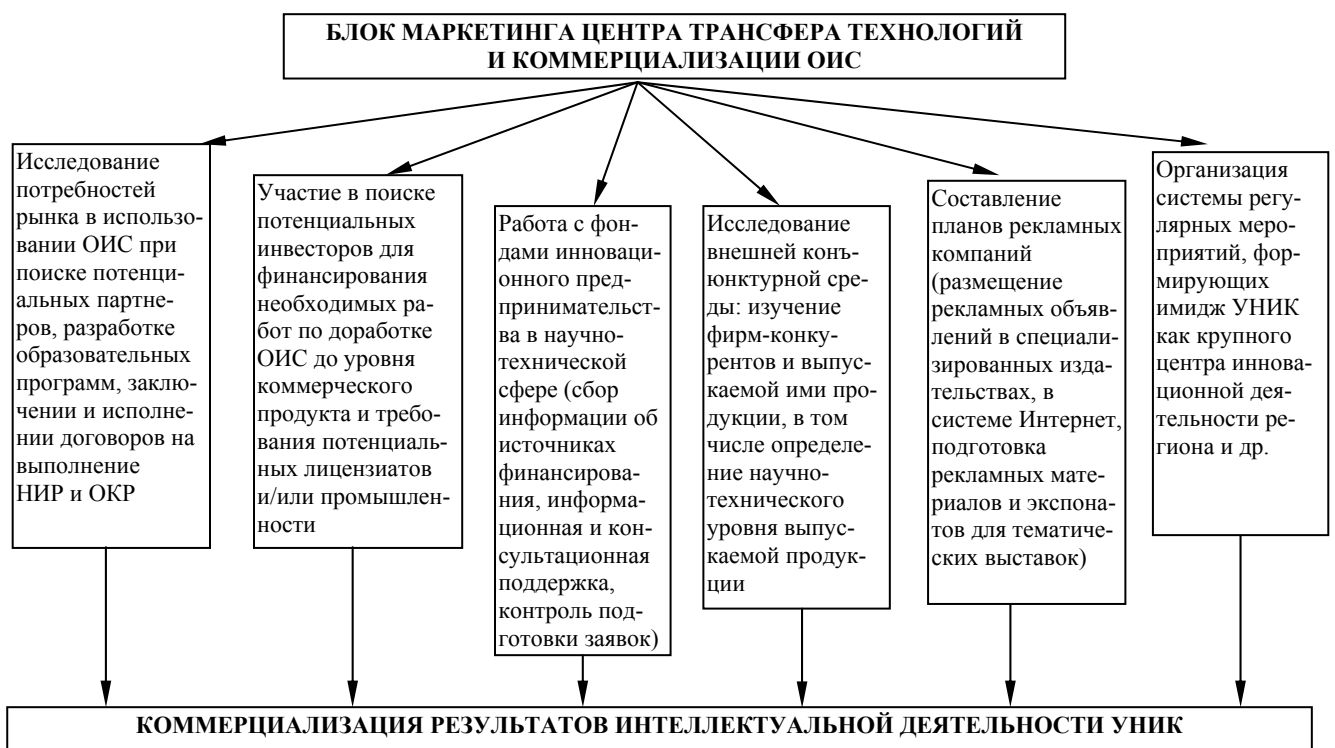 БЛОК МАРКЕТИНГА ЦЕНТРА ТРАНСФЕРА ТЕХНОЛОГИЙ
И КОММЕРЦИАЛИЗАЦИИ ОИС
Исследование
потребностей
рынка в использо-
вании ОИС при
поиске потенци-
альных партне-
ров, разработке
образовательных
программ, заклю-
чении и исполне-
нии договоров на
выполнение
НИР и ОКР
Участие в поиске
потенциальных
инвесторов для
финансирования
необходимых ра-
бот по доработке
ОИС до уровня
коммерческого
продукта и требо-
вания потенциаль-
ных лицензиатов
и/или промышлен-
ности
Работа с фон-
дами инноваци-
онного пред-
принимательст-
ва в научно-
технической
сфере (сбор
информации об
источниках
финансирова-
ния, информа-
ционная и кон-
сультационная
поддержка,
контроль под-
готовки заявок)
Исследование
внешней конъ-
юнктурной сре-
ды: изучение
фирм-конку-
рентов и выпус-
каемой ими про-
дукции, в том
числе определе-
ние научно-
технического
уровня выпус-
каемой продук-
ции
Составление
планов рекламных
компаний
(размещение
рекламных объяв-
лений в специали-
зированных изда-
тельствах, в
системе Интернет,
подготовка
рекламных мате-
риалов и экспона-
тов для тематиче-
ских выставок)
Организация
системы регу-
лярных меро-
приятий, фор-
мирующих
имидж УНИК
как крупного
центра иннова-
ционной дея-
тельности ре-
гиона и др.
КОММЕРЦИАЛИЗАЦИЯ РЕЗУЛЬТАТОВ ИНТЕЛЛЕКТУАЛЬНОЙ ДЕЯТЕЛЬНОСТИ УНИК